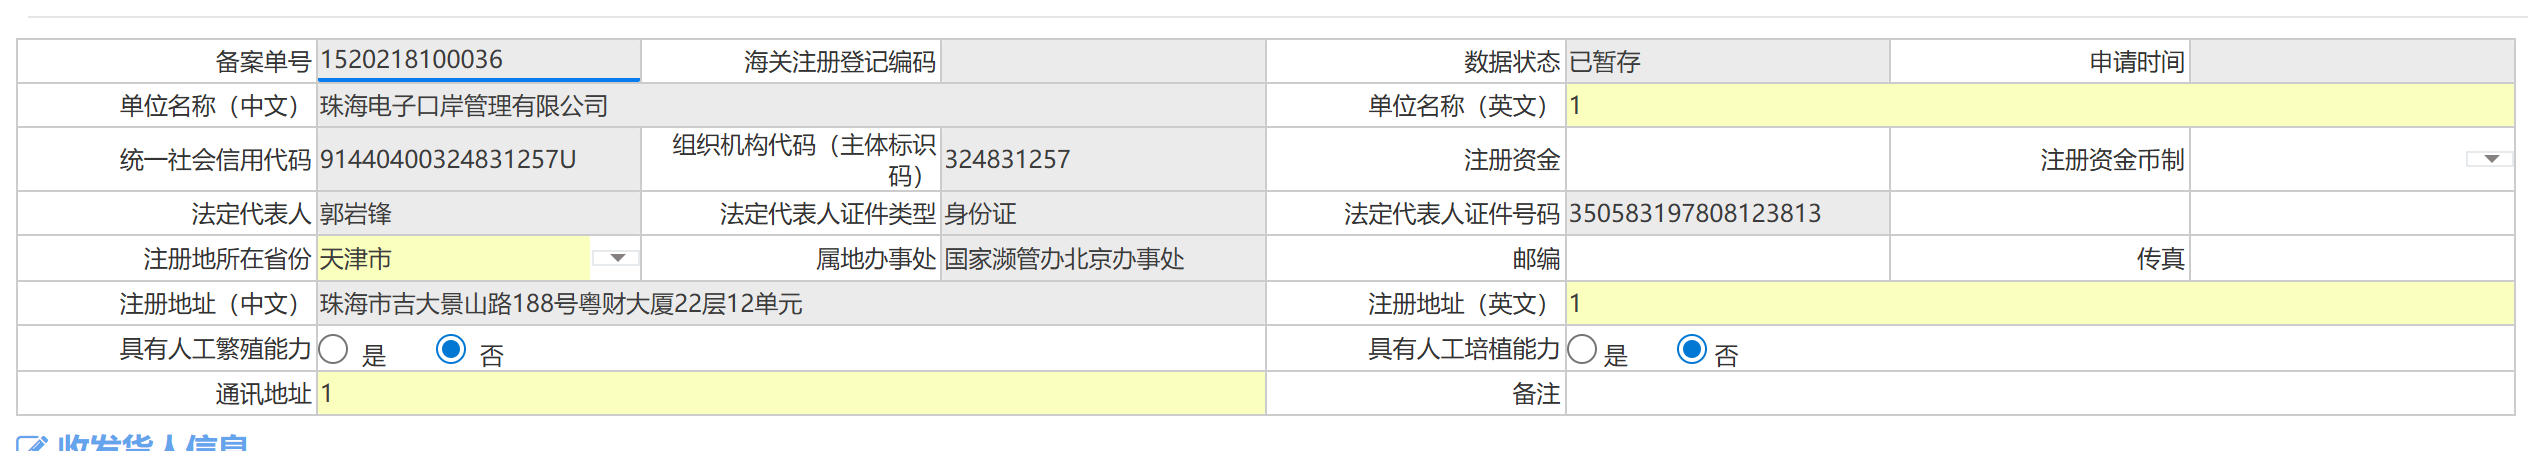 备案单号 1520218100036 海关注册登记编码 数据状态 已暂存 申请时间
单位名称（中文） 珠海电子口岸管理有限公司 单位名称（英文） 1
统一社会信用代码 91440400324831257U 组织机构代码（主体标识
码） 324831257 注册资金 注册资金币制
法定代表人 郭岩锋 法定代表人证件类型 身份证 法定代表人证件号码 350583197808123813
注册地所在省份 天津市 属地办事处 国家濒管办北京办事处 邮编 传真
注册地址（中文） 珠海市吉大景山路188号粤财大厦22层12单元 注册地址（英文） 1
具有人工繁殖能力 是 否 具有人工培植能力 是 否
通讯地址 1 备注
收发货人信息